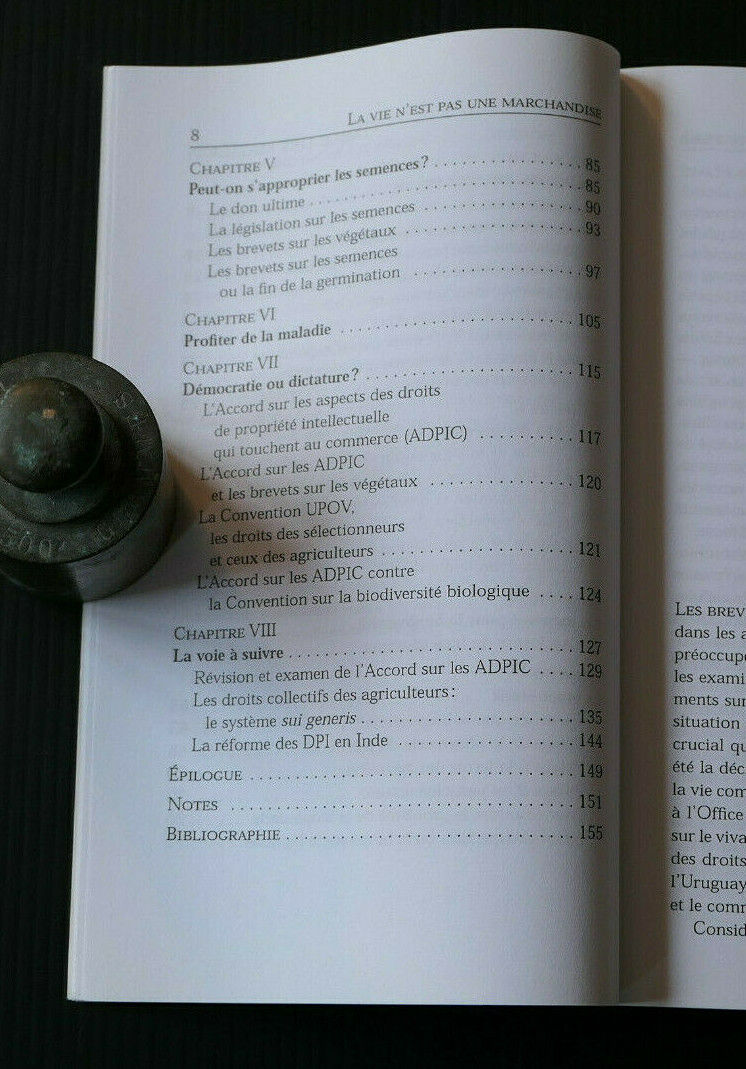 8 LA VIE N'EST PAS UNE MARCHANDISE
CHAPITRE V
Peut-on s'approprier les semences ? . . . . . . . . . . . . . . . . 85
Le don ultime . . . . . . . . . . . . . . . . . . . . . . . . . . . . 85
La législation sur les semences . . . . . . . . . . . . . . . . . 90
Les brevets sur les végétaux . . . . . . . . . . . . . . . . . . . 93
Les brevets sur les semences
ou la fin de la germination . . . . . . . . . . . . . . . . . . 97
CHAPITRE VI
Profiter de la maladie . . . . . . . . . . . . . . . . . . . . . . . . . 105
CHAPITRE VII
Démocratie ou dictature ? . . . . . . . . . . . . . . . . . . . . . . 115
L'Accord sur les aspects des droits
de propriété intellectuelle
qui touchent au commerce (ADPIC) . . . . . . . . . . 117
L'Accord sur les ADPIC
et les brevets sur les végétaux . . . . . . . . . . . . . . . 120
La Convention UPOV,
les droits des sélectionneurs
et ceux des agriculteurs . . . . . . . . . . . . . . . . . . . . 121
L'Accord sur les ADPIC contre
la Convention sur la biodiversité biologique . . . . 124
CHAPITRE VIII
La voie à suivre . . . . . . . . . . . . . . . . . . . . . . . . . . . . . 127
Révision et examen de l'Accord sur les ADPIC . . . . 129
Les droits collectifs des agriculteurs :
le système sui generis . . . . . . . . . . . . . . . . . . . . . . 135
La réforme des DPI en Inde . . . . . . . . . . . . . . . . . . 144
ÉPILOGUE . . . . . . . . . . . . . . . . . . . . . . . . . . . . . . . . . 149
NOTES . . . . . . . . . . . . . . . . . . . . . . . . . . . . . . . . . . . 151
BIBLIOGRAPHIE . . . . . . . . . . . . . . . . . . . . . . . . . . . . . 155
LES BREV
dans les a
préoccup
les exami
ments sur
situation
crucial qu
été la déc
la vie com
à l'Office
sur le viva
des droits
l'Uruguay
et le comm
Consid